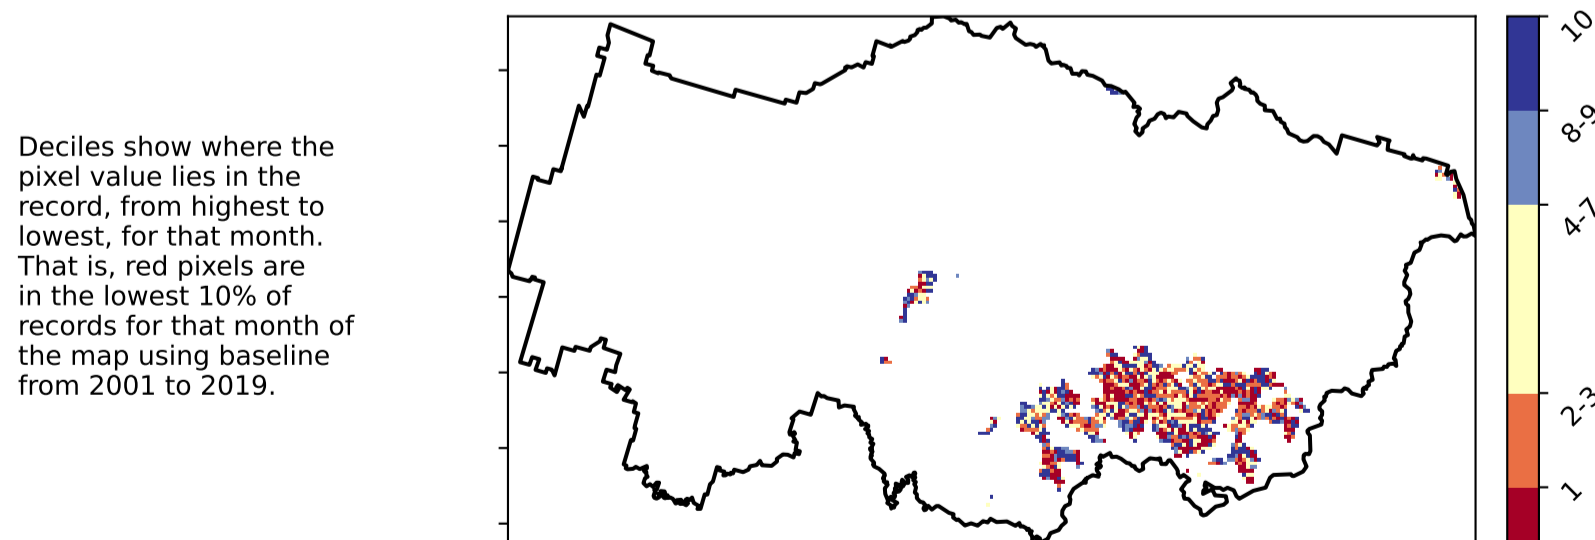 Deciles show where the
pixel value lies in the
record, from highest to
lowest, for that month.
That is, red pixels are
in the lowest 10% of
records for that month of
the map using baseline
from 2001 to 2019.
10
8-9
4-7
2-3
1